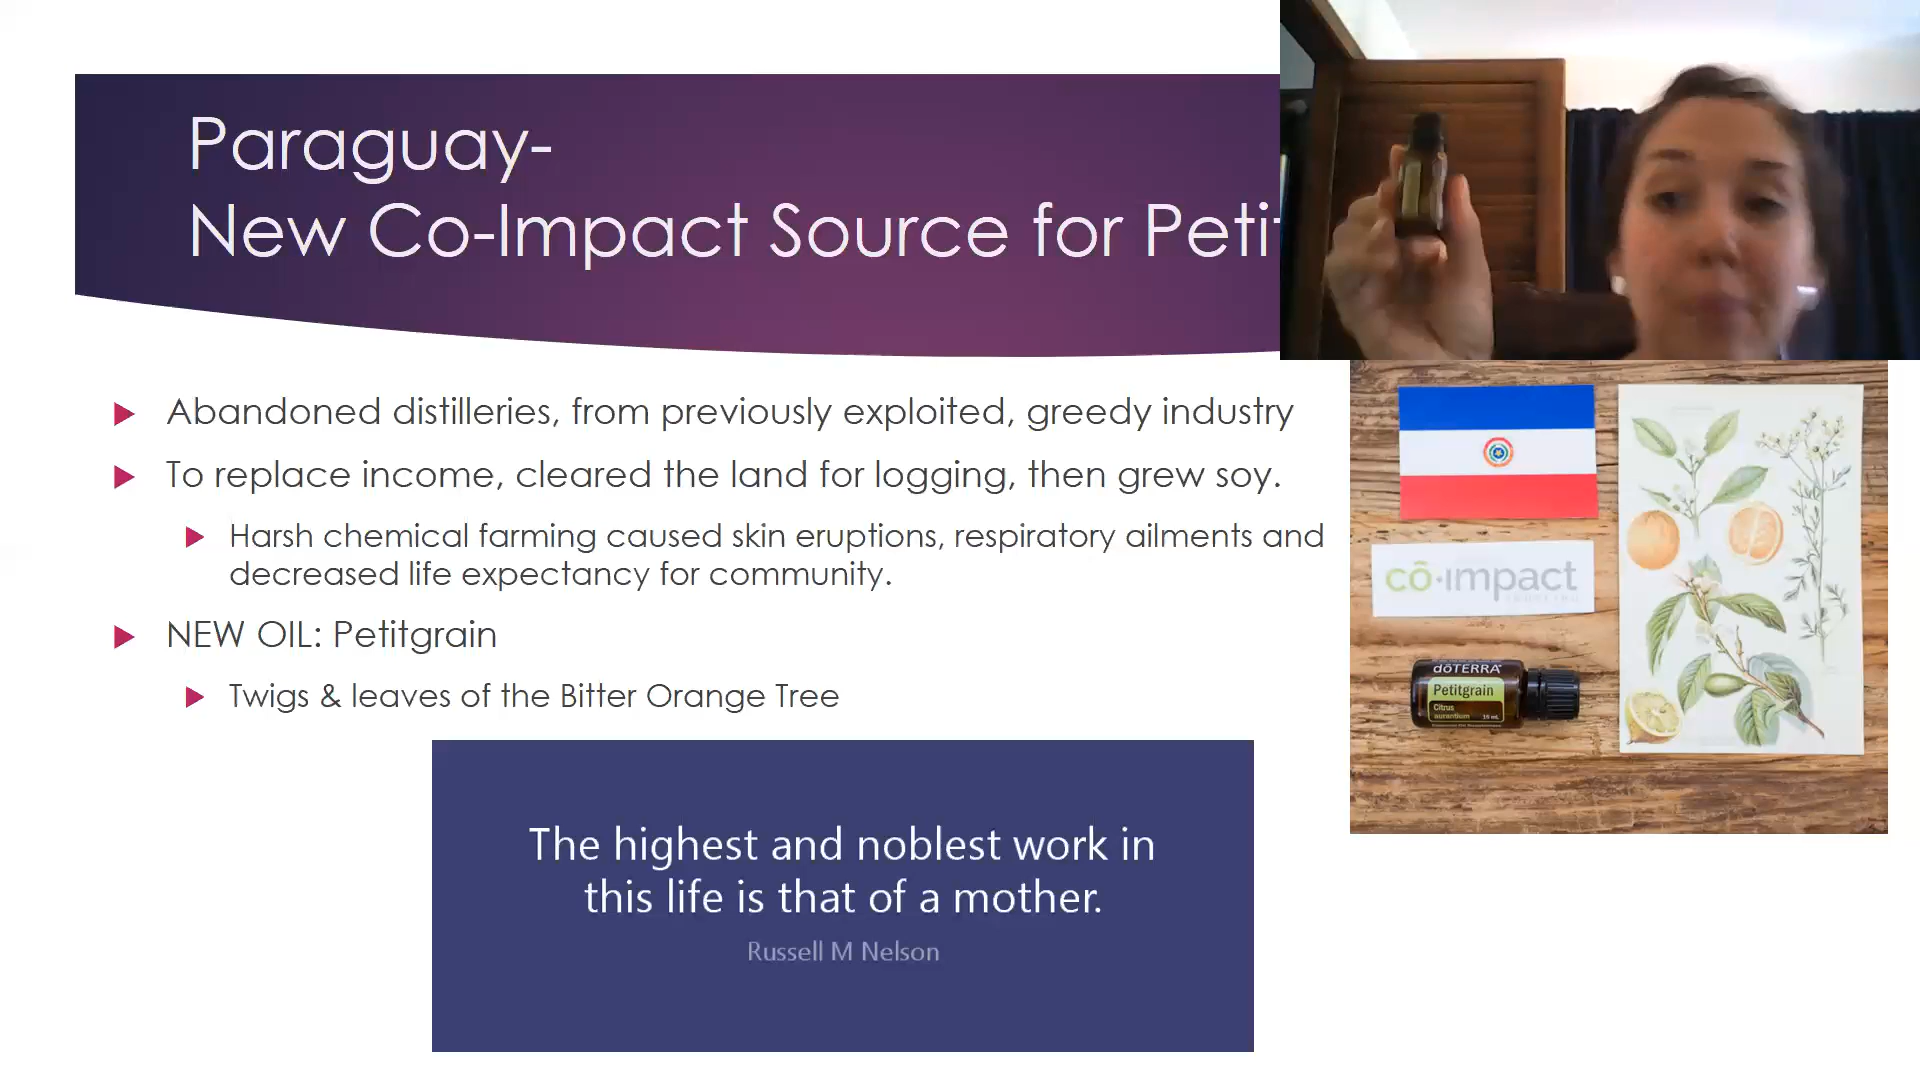 Paraguay-
New Co-Impact Source for Petit
Abandoned distilleries, from previously exploited, greedy industry
To replace income, cleared the land for logging, then grew soy.
Harsh chemical farming caused skin eruptions, respiratory ailments and
decreased life expectancy for community.
NEW OIL: Petitgrain
Twigs & leaves of the Bitter Orange Tree
cō·impact
dōTERRA
Petitgrain
Citrus
aurantium 15 mL
The highest and noblest work in
this life is that of a mother.
Russell M Nelson